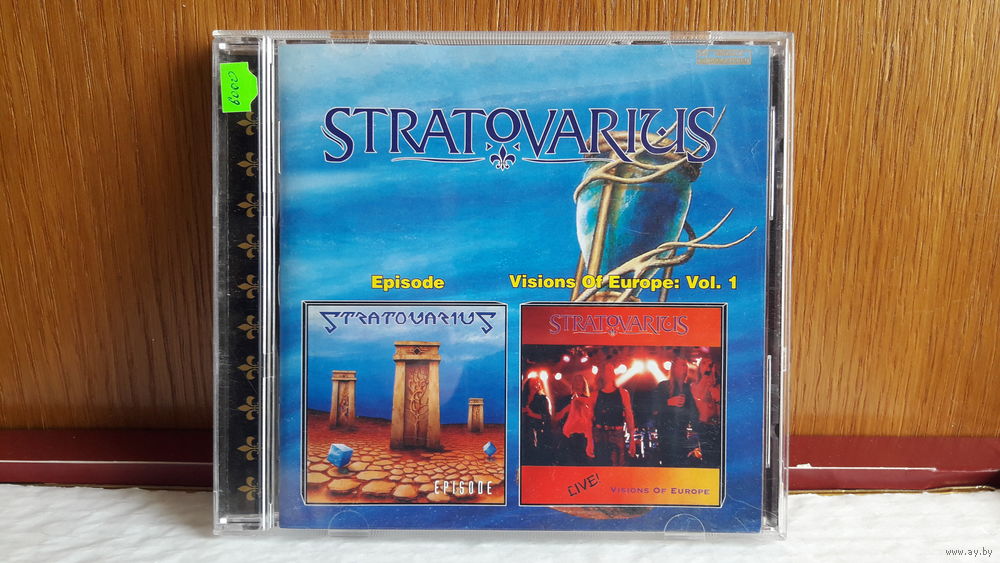 STRATOVARIUS
Episode
Visions Of Europe: Vol. 1
STRATOVARIUS
EPISODE
STRATOVARIUS
LIVE!
VISIONS OF EUROPE
www.ay.by